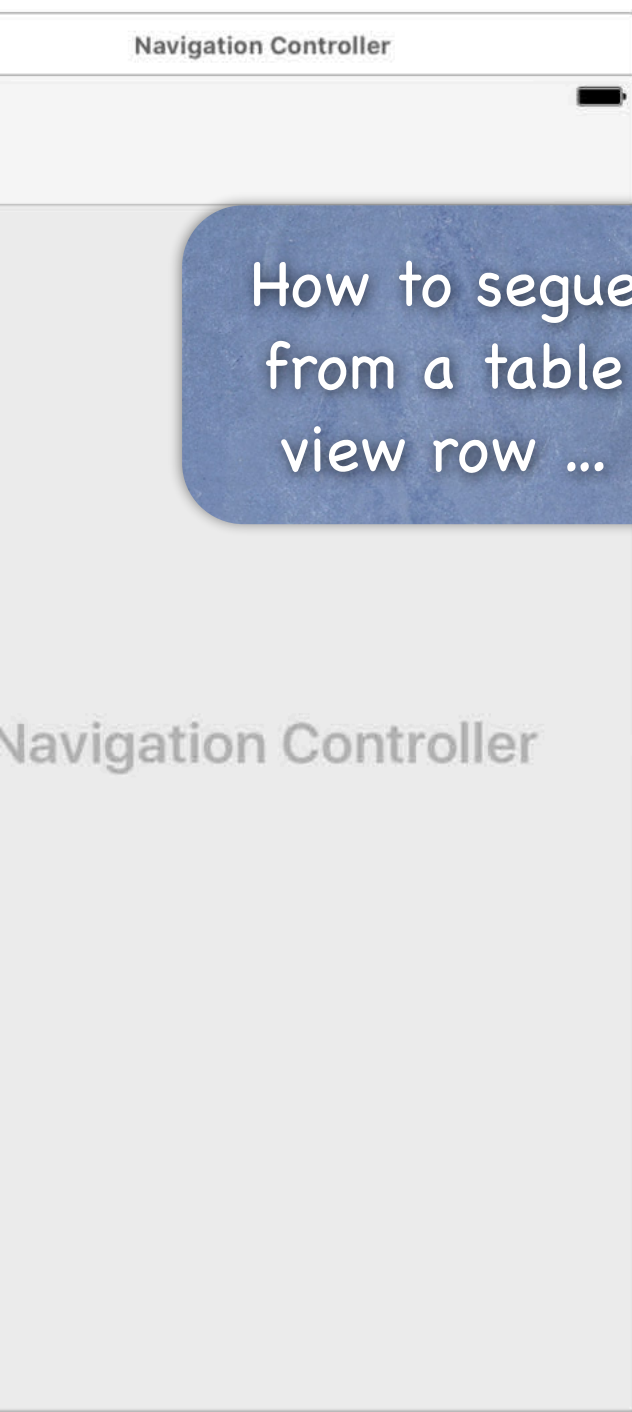 Navigation Controller
How to segue
from a table
view row ...
Navigation Controller